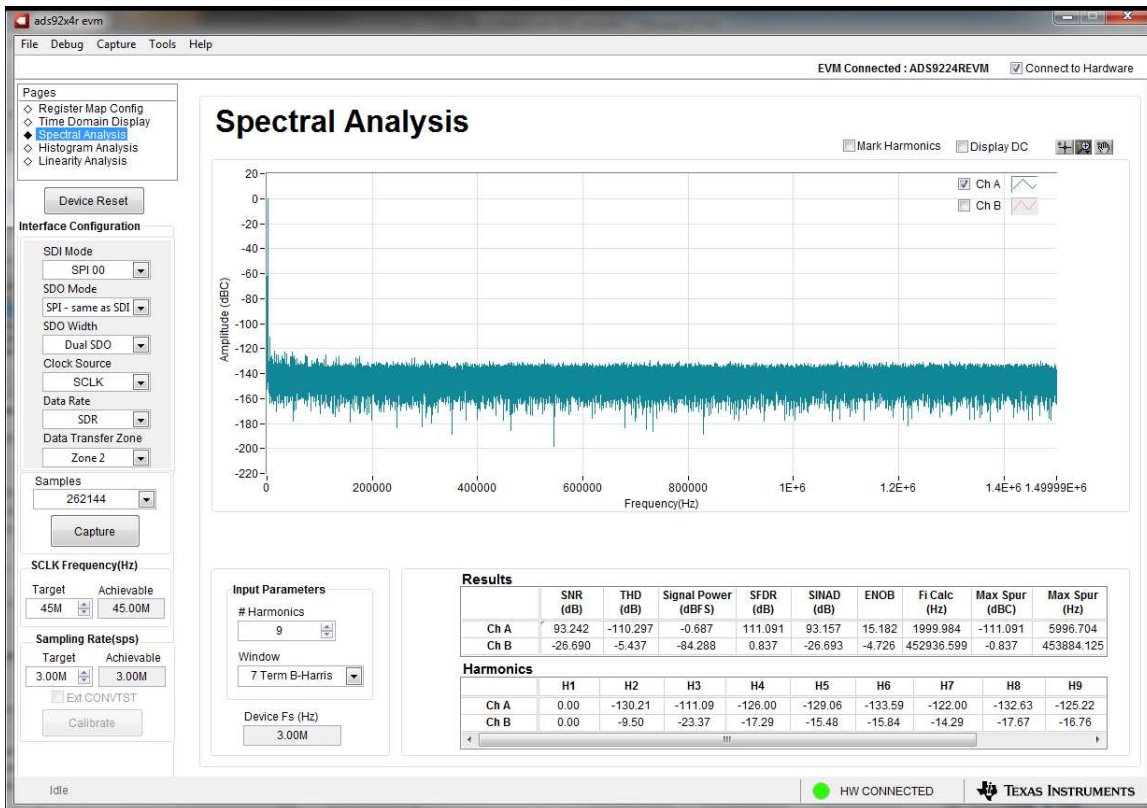 ads92x4r evm
File Debug Capture Tools Help
EVM Connected : ADS9224REVM Connect to Hardware
Pages
Register Map Config
Time Domain Display
Spectral Analysis
Histogram Analysis
Linearity Analysis
Device Reset
Interface Configuration
SDI Mode
SPI 00
SDO Mode
SPI - same as SDI
SDO Width
Dual SDO
Clock Source
SCLK
Data Rate
SDR
Data Transfer Zone
Zone 2
Samples
262144
Capture
SCLK Frequency(Hz)
Target Achievable
45M 45.00M
Sampling Rate(sps)
Target Achievable
3.00M 3.00M
Ext CONVTST
Calibrate
Spectral Analysis
Mark Harmonics Display DC
Ch A
Ch B
Amplitude (dBC)
20
0
-20
-40
-60
-80
-100
-120
-140
-160
-180
-200
-220
0 200000 400000 600000 800000 1E+6 1.2E+6 1.4E+6 1.49999E+6
Frequency(Hz)
Input Parameters
# Harmonics
9
Window
7 Term B-Harris
Device Fs (Hz)
3.00M
Results
SNR (dB) THD (dB) Signal Power (dBFS) SFDR (dB) SINAD (dB) ENOB Fi Calc (Hz) Max Spur (dBC) Max Spur (Hz)
Ch A 93.242 -110.297 -0.687 111.091 93.157 15.182 1999.984 -111.091 5996.704
Ch B -26.690 -5.437 -84.288 0.837 -26.693 -4.726 452936.599 -0.837 453884.125
Harmonics
H1 H2 H3 H4 H5 H6 H7 H8 H9
Ch A 0.00 -130.21 -111.09 -126.00 -129.06 -133.59 -122.00 -132.63 -125.22
Ch B 0.00 -9.50 -23.37 -17.29 -15.48 -15.84 -14.29 -17.67 -16.76
Idle
HW CONNECTED
TEXAS INSTRUMENTS